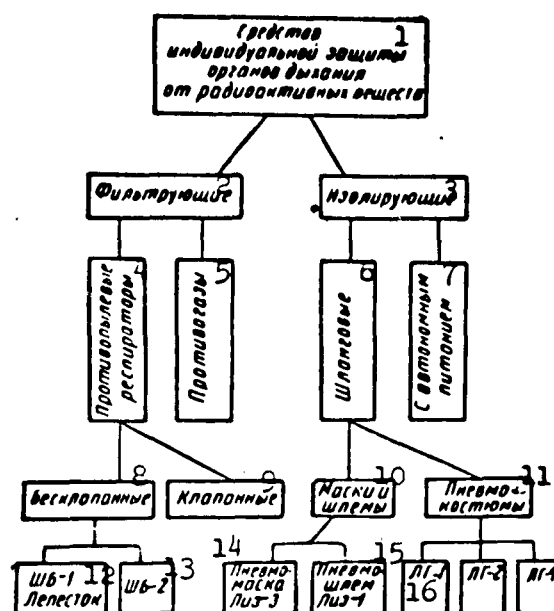 Средства 1
индивидуальной защиты
органов дыхания
от радиоактивных веществ
Фильтрующие 2
Изолирующие 3
Противопылевые
респираторы 4
Противогазы 5
Шланговые 6
С автономным
питанием 7
Бесклапанные 8
Клапанные 9
Маски и
шлемы 10
Пневмо-
костюмы 11
ШБ-1 12
Лепесток
ШБ-2 13
14
Пневмо-
маска
Лиз-3
15
Пневмо-
шлем
Лиз-4
ЛГ-1 16
ЛГ-2